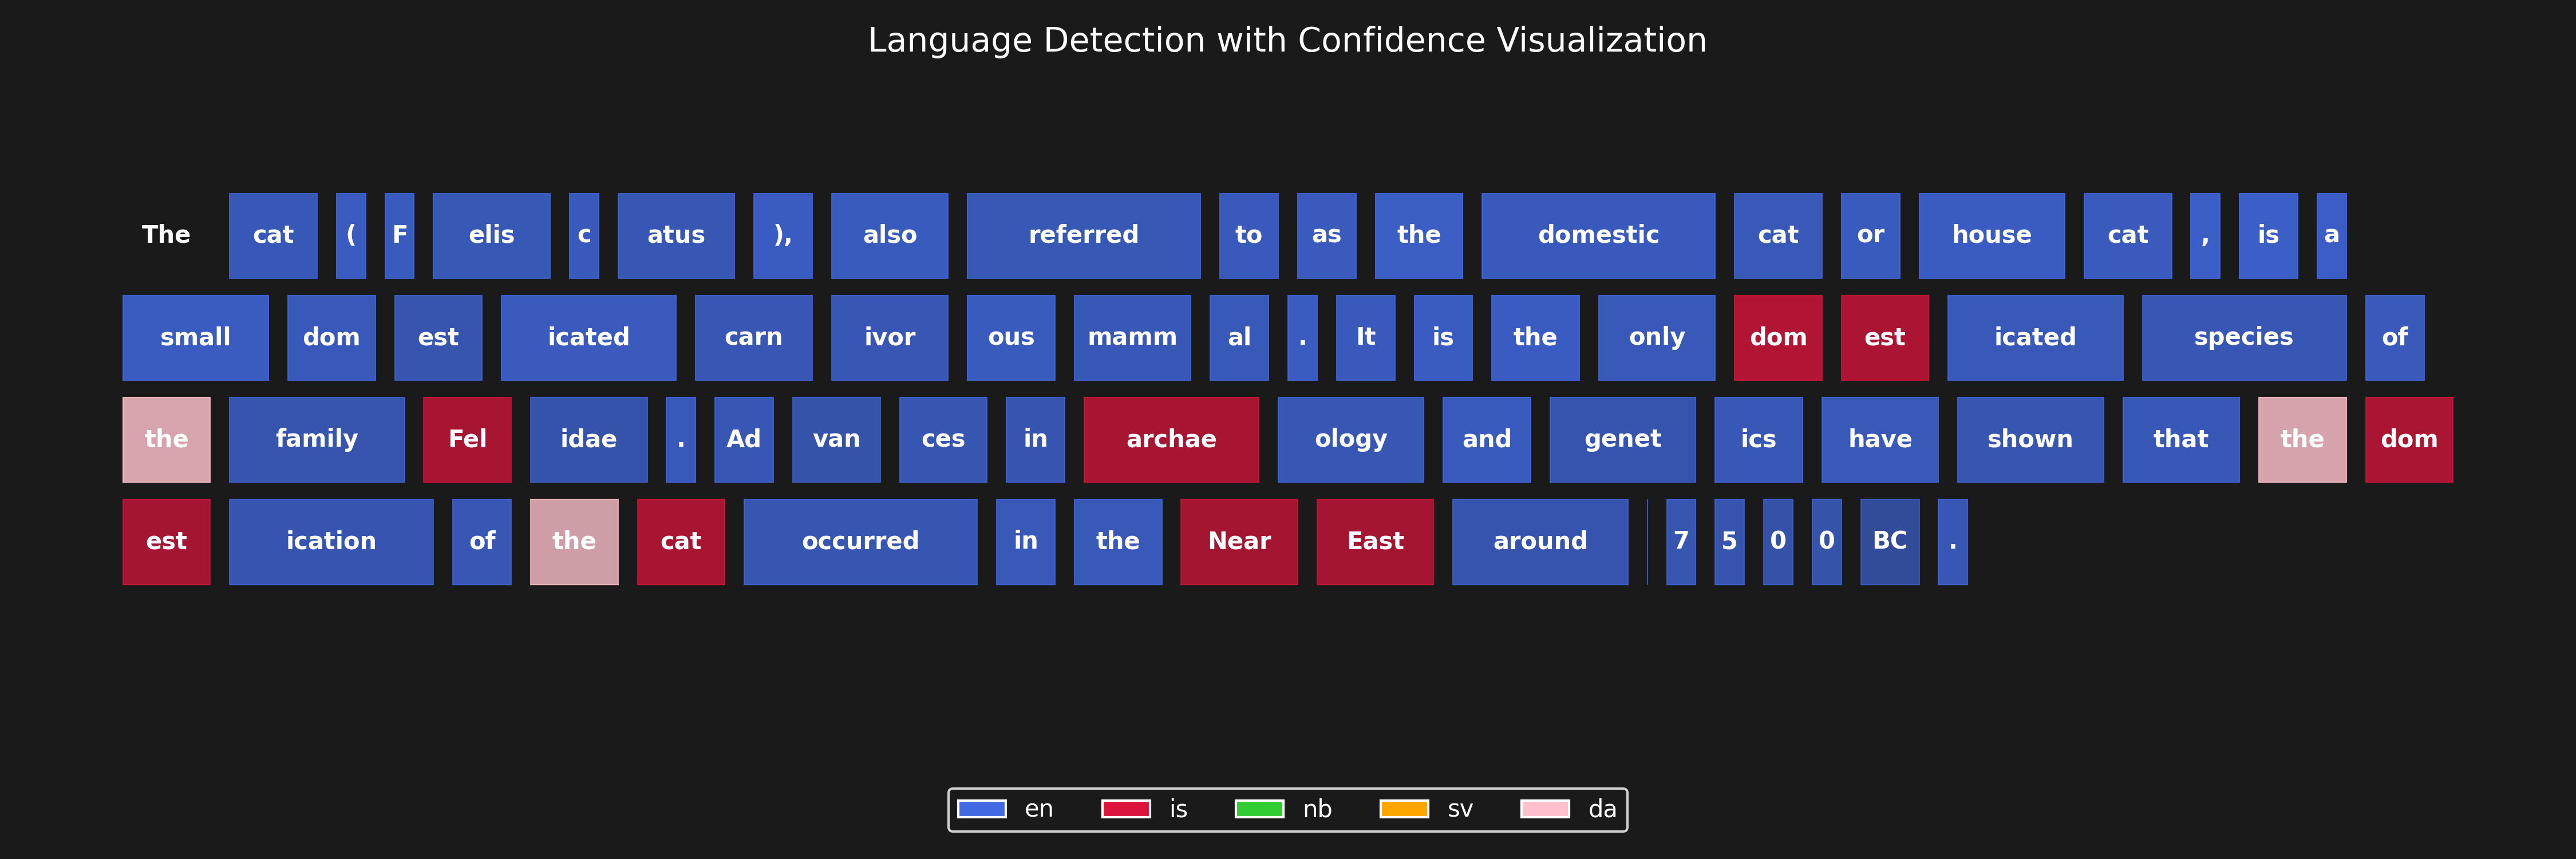 Language Detection with Confidence Visualization
The cat ( F elis c atus ), also referred to as the domestic cat or house cat , is a
small dom est icated carn ivor ous mamm al . It is the only dom est icated species of
the family Fel idae . Ad van ces in archae ology and genet ics have shown that the dom
est ication of the cat occurred in the Near East around 7 5 0 0 BC .
en is nb sv da